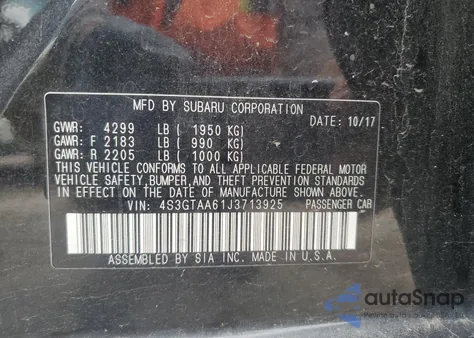 MFD BY SUBARU CORPORATION
DATE: 10/17
GVWR: 4299 LB ( 1950 KG)
GAWR: F 2183 LB ( 990 KG)
GAWR: R 2205 LB ( 1000 KG)
THIS VEHICLE CONFORMS TO ALL APPLICABLE FEDERAL MOTOR
VEHICLE SAFETY, BUMPER, AND THEFT PREVENTION STANDARDS
IN EFFECT ON THE DATE OF MANUFACTURE SHOWN ABOVE.
VIN: 4S3GTAA61J3713925 PASSENGER CAR
ASSEMBLED BY SIA INC. MADE IN U.S.A.
autoSnap